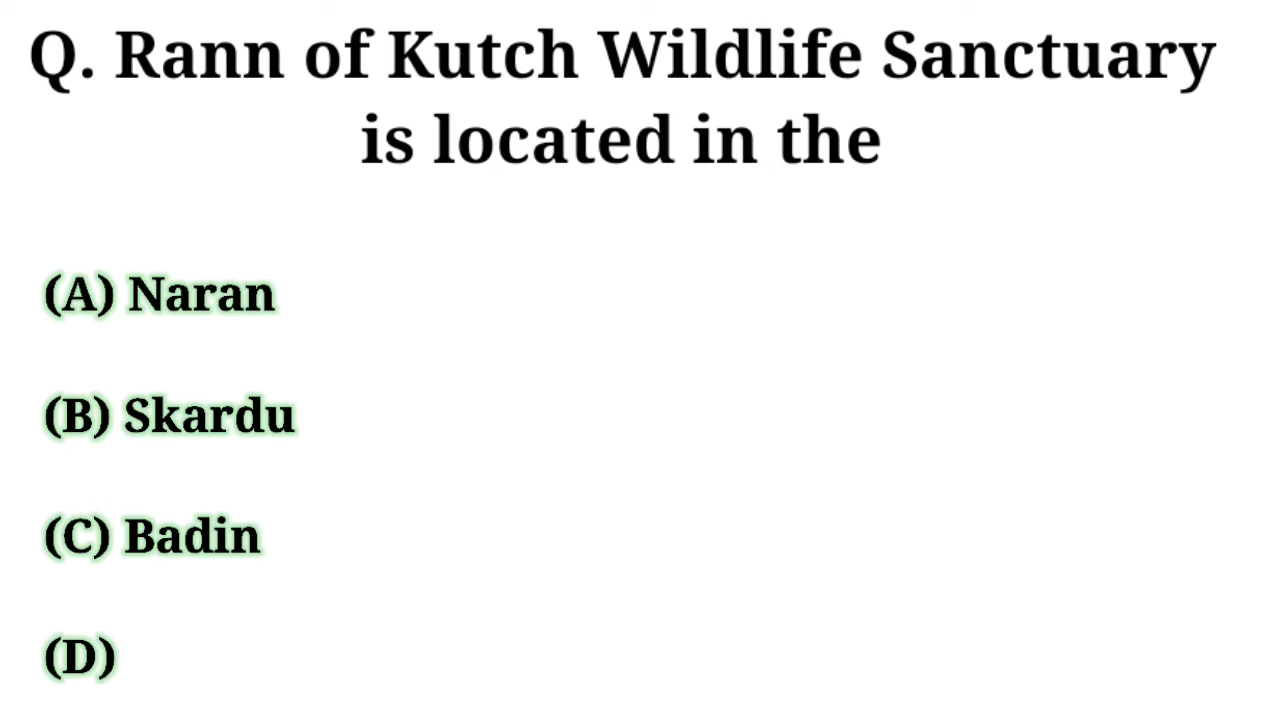 Q. Rann of Kutch Wildlife Sanctuary
is located in the
(A) Naran
(B) Skardu
(C) Badin
(D)